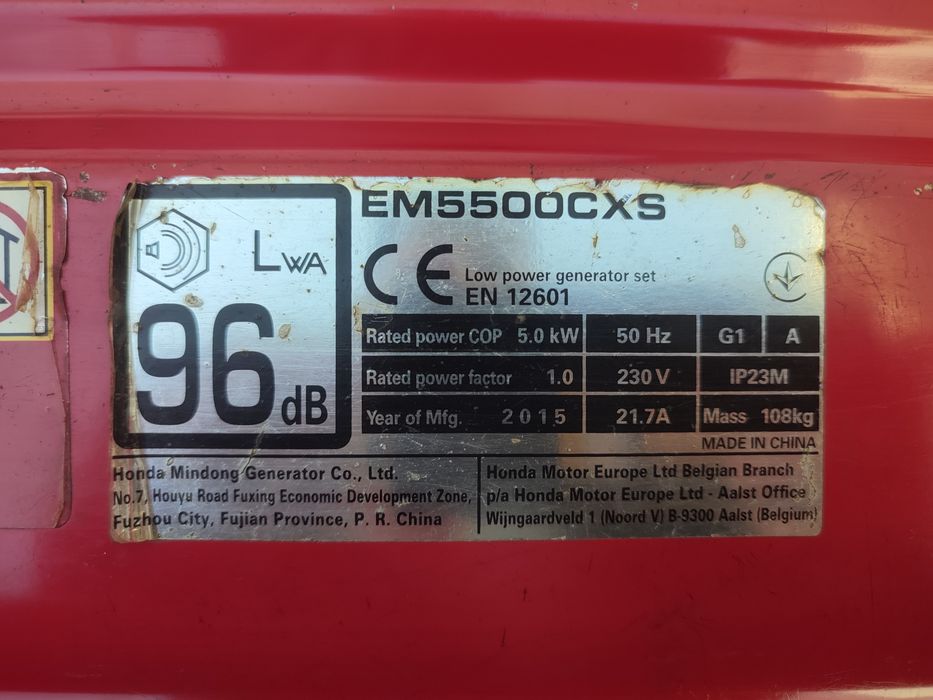 EM5500CXS
LWA
96 dB
CE Low power generator set
EN 12601
Rated power COP 5.0 kW 50 Hz G1 A
Rated power factor 1.0 230 V IP23M
Year of Mfg. 2015 21.7A Mass 108kg
MADE IN CHINA
Honda Mindong Generator Co., Ltd.
No.7, Houyu Road Fuxing Economic Development Zone,
Fuzhou City, Fujian Province, P. R. China
Honda Motor Europe Ltd Belgian Branch
p/a Honda Motor Europe Ltd - Aalst Office
Wijngaardveld 1 (Noord V) B-9300 Aalst (Belgium)